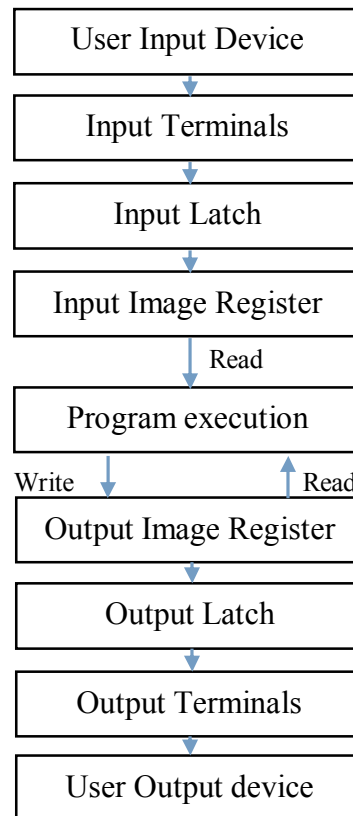 User Input Device
Input Terminals
Input Latch
Input Image Register
Read
Program execution
Write
Read
Output Image Register
Output Latch
Output Terminals
User Output device